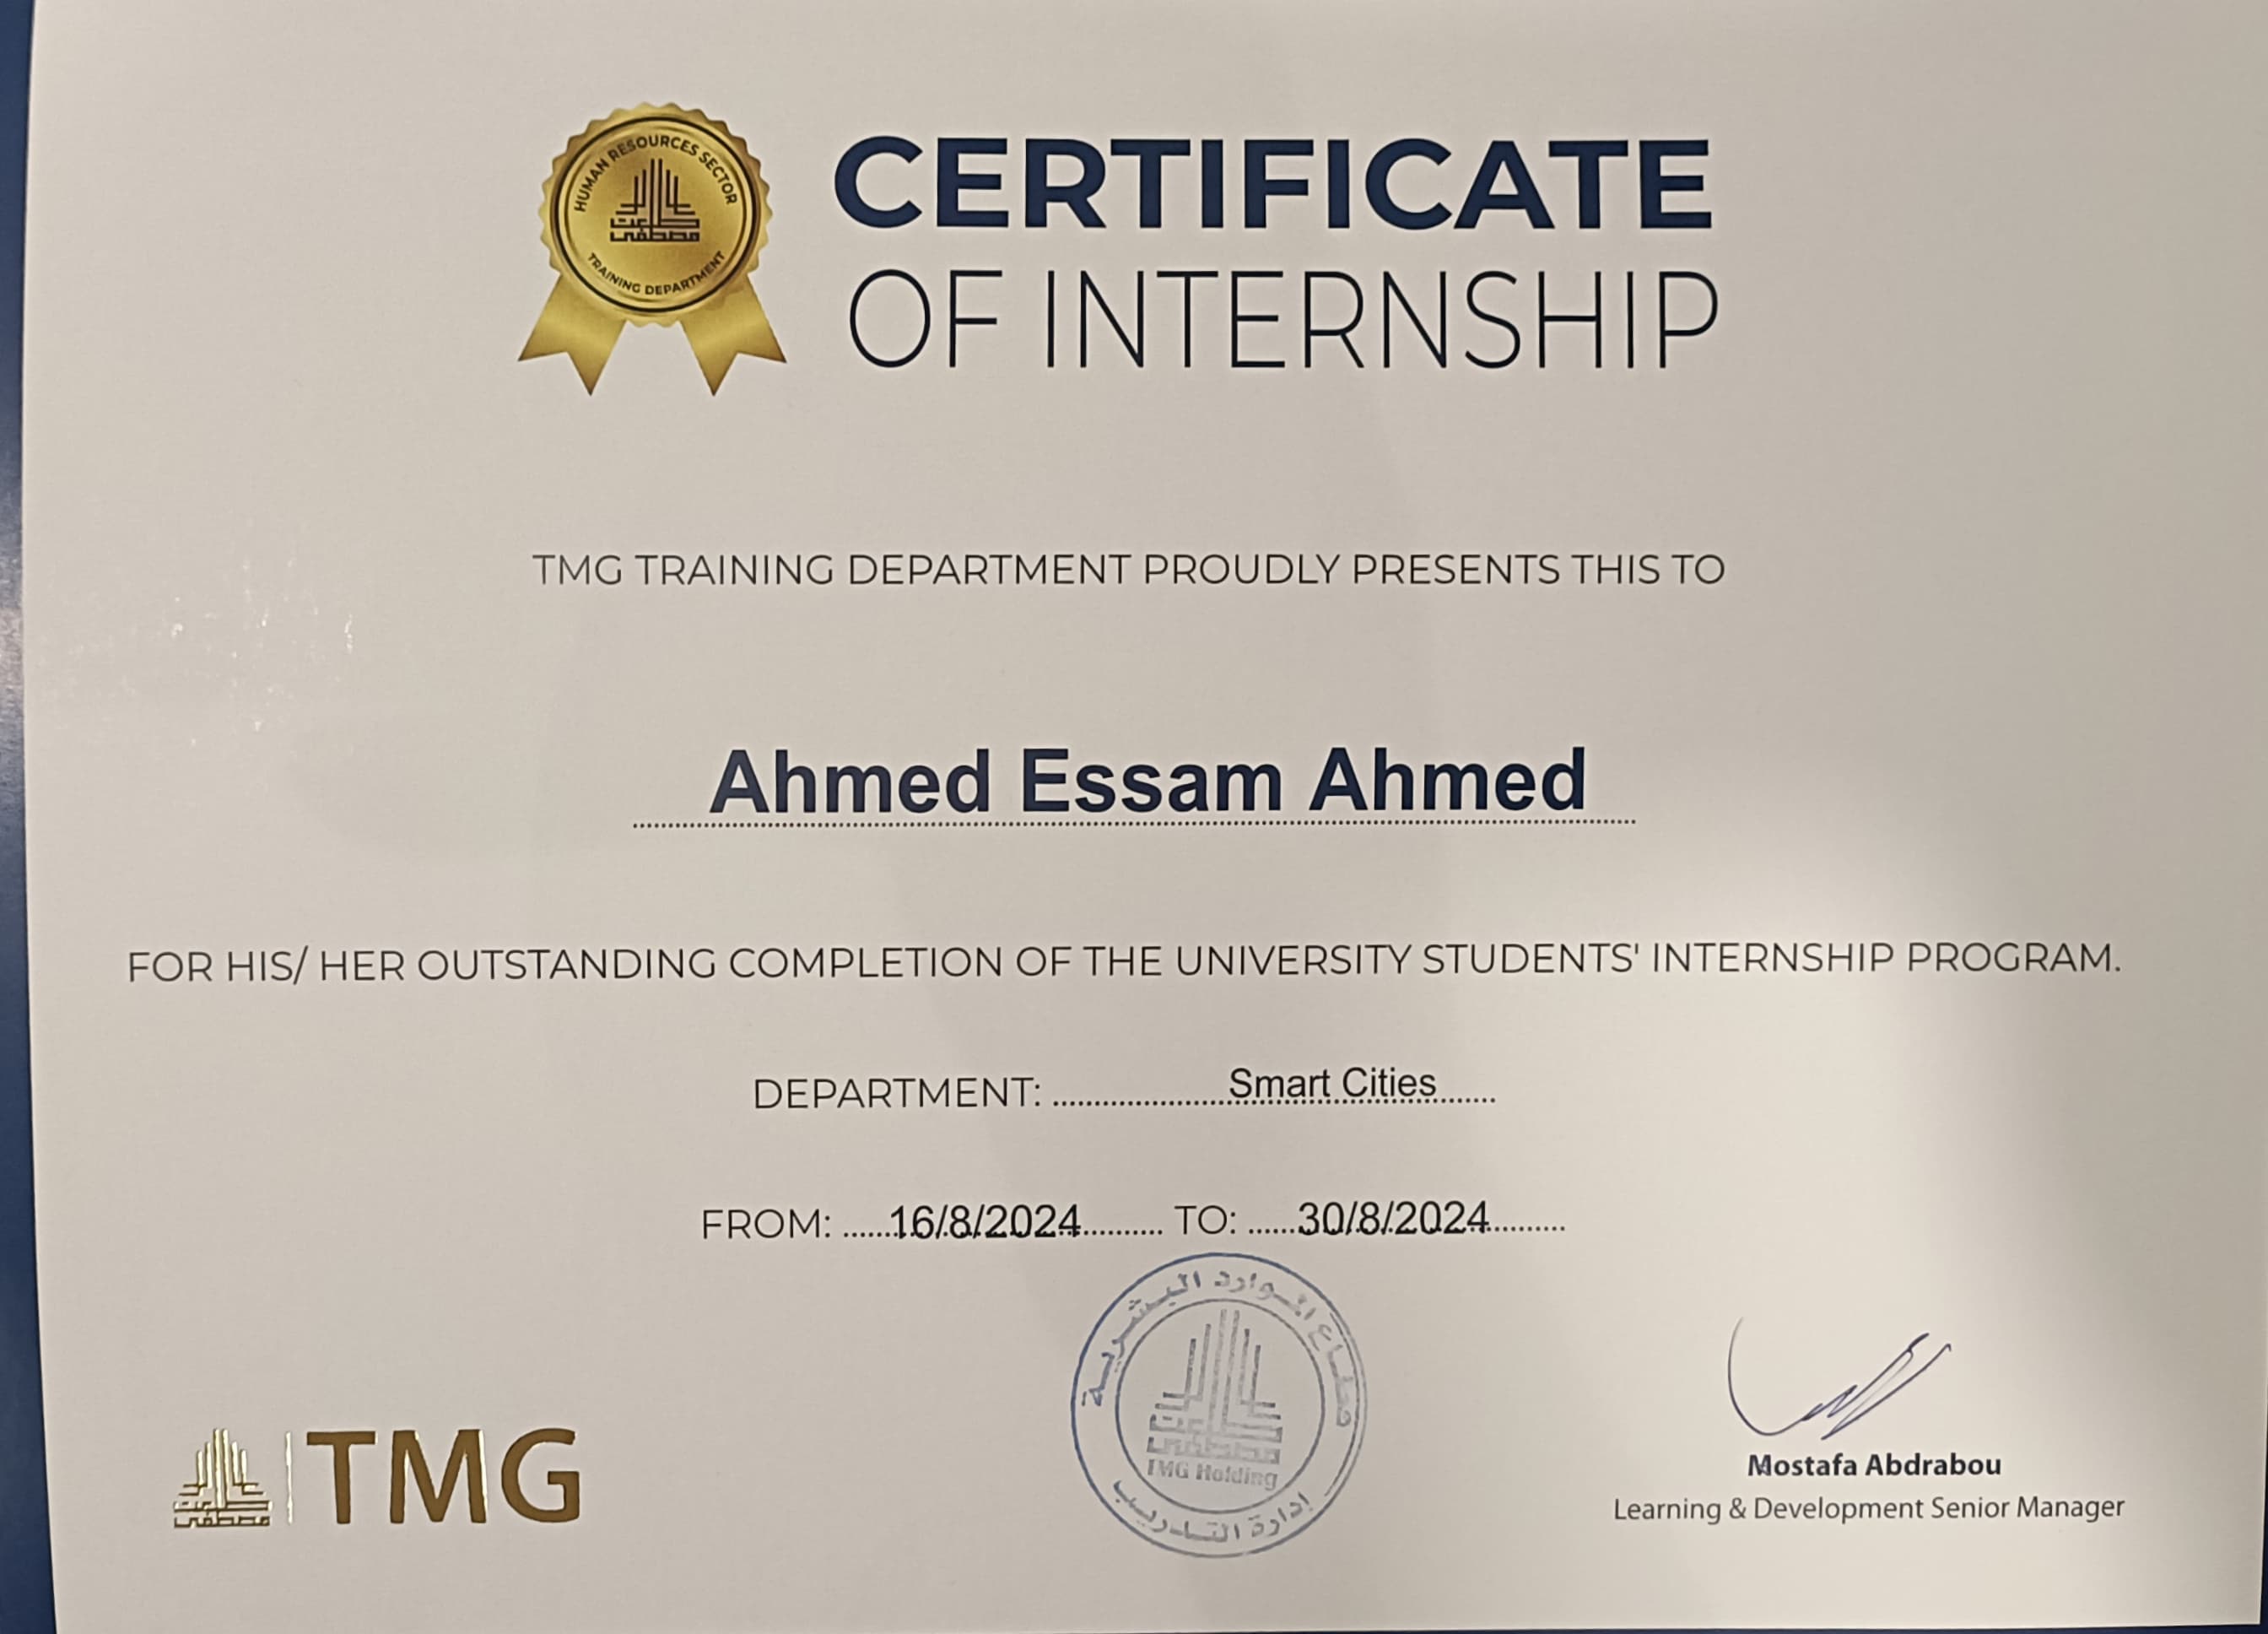 HUMAN RESOURCES SECTOR
طلعت
مصطفى
TRAINING DEPARTMENT
CERTIFICATE
OF INTERNSHIP
TMG TRAINING DEPARTMENT PROUDLY PRESENTS THIS TO
Ahmed Essam Ahmed
FOR HIS/ HER OUTSTANDING COMPLETION OF THE UNIVERSITY STUDENTS' INTERNSHIP PROGRAM.
DEPARTMENT: ......................Smart Cities.......
FROM: ......16/8/2024.......... TO: ......30/8/2024..........
قطاع الموارد البشرية
طلعت
مصطفى
TMG Holding
إدارة التدريب
طلعت
مصطفى
TMG
Mostafa Abdrabou
Learning & Development Senior Manager